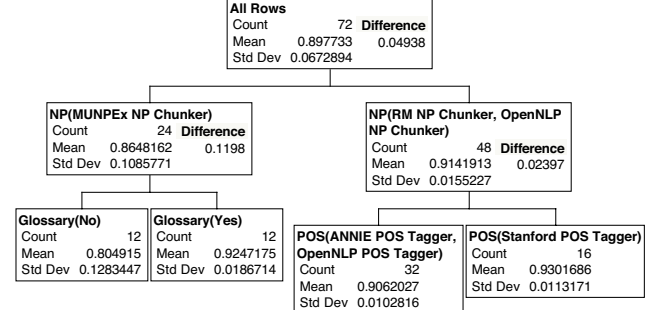 All Rows
Count 72 Difference
Mean 0.897733 0.04938
Std Dev 0.0672894
NP(MUNPEx NP Chunker)
Count 24 Difference
Mean 0.8648162 0.1198
Std Dev 0.1085771
NP(RM NP Chunker, OpenNLP
NP Chunker)
Count 48 Difference
Mean 0.9141913 0.02397
Std Dev 0.0155227
Glossary(No)
Count 12
Mean 0.804915
Std Dev 0.1283447
Glossary(Yes)
Count 12
Mean 0.9247175
Std Dev 0.0186714
POS(ANNIE POS Tagger,
OpenNLP POS Tagger)
Count 32
Mean 0.9062027
Std Dev 0.0102816
POS(Stanford POS Tagger)
Count 16
Mean 0.9301686
Std Dev 0.0113171